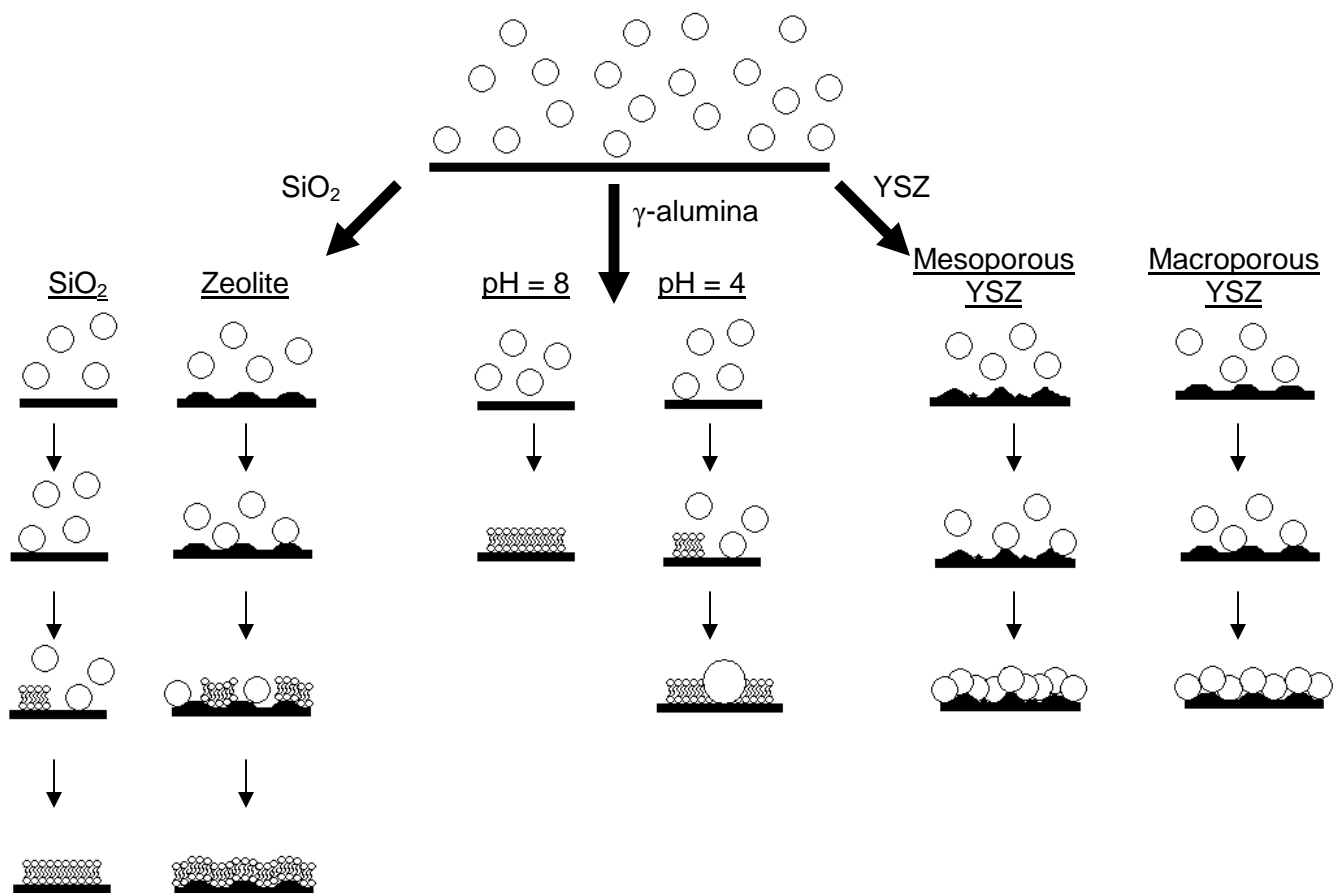 SiO₂
γ-alumina
YSZ
SiO₂
Zeolite
pH = 8
pH = 4
Mesoporous
YSZ
Macroporous
YSZ